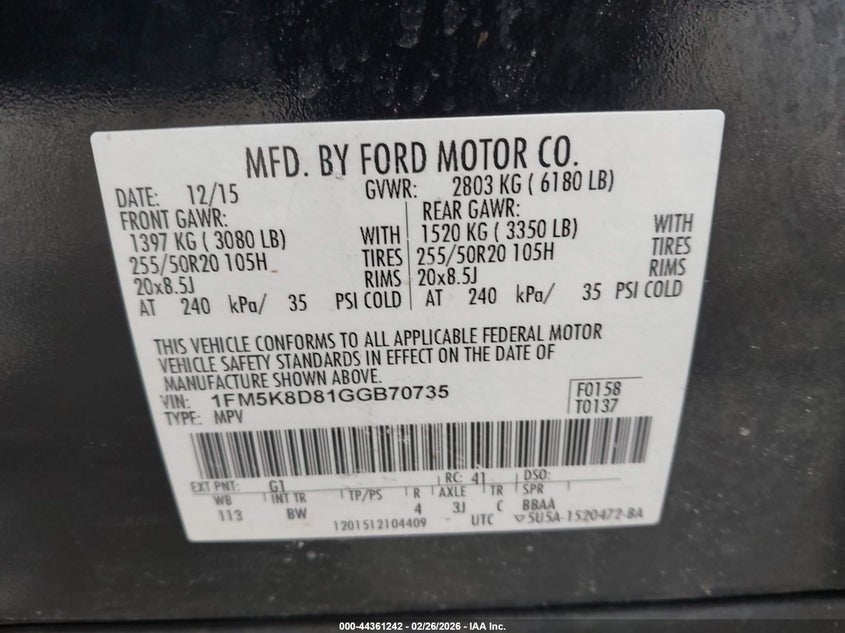 MFD. BY FORD MOTOR CO.
DATE: 12/15 GVWR: 2803 KG ( 6180 LB)
FRONT GAWR: REAR GAWR:
1397 KG ( 3080 LB) WITH 1520 KG ( 3350 LB) WITH
255/50R20 105H TIRES 255/50R20 105H TIRES
20x8.5J RIMS 20x8.5J RIMS
AT 240 kPa/ 35 PSI COLD AT 240 kPa/ 35 PSI COLD
THIS VEHICLE CONFORMS TO ALL APPLICABLE FEDERAL MOTOR
VEHICLE SAFETY STANDARDS IN EFFECT ON THE DATE OF
MANUFACTURE SHOWN ABOVE.
VIN: 1FM5K8D81GGB70735 F0158
TYPE: MPV T0137
EXT PNT: G1 RC: 41 DSO:
WB INT TR TP/PS R AXLE TR SPR
113 BW 4 3J C BBAA
1201512104409 UTC ▽5U5A-1520472-BA
000-44361242 - 02/26/2026 - IAA Inc.